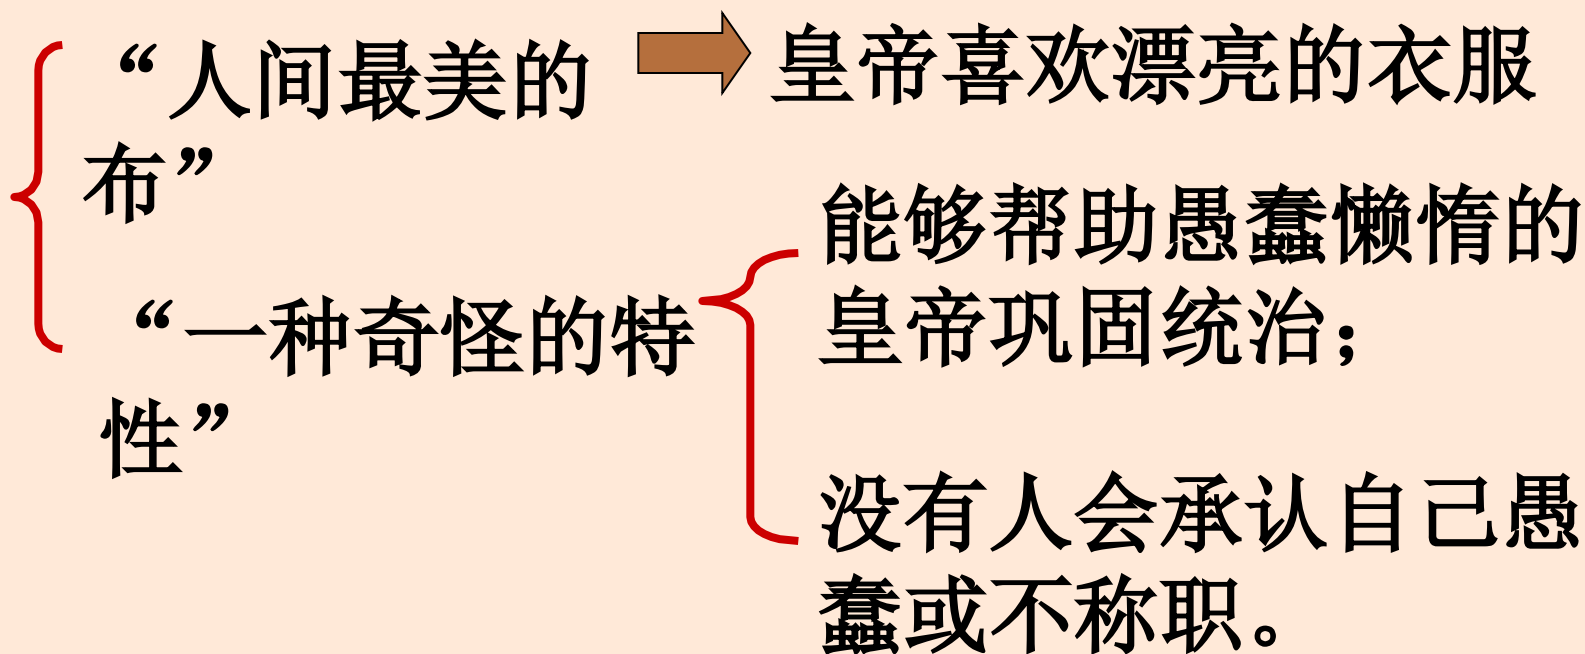 “人间最美的
布”
皇帝喜欢漂亮的衣服
“一种奇怪的特
性”
能够帮助愚蠢懒惰的
皇帝巩固统治；
没有人会承认自己愚
蠢或不称职。